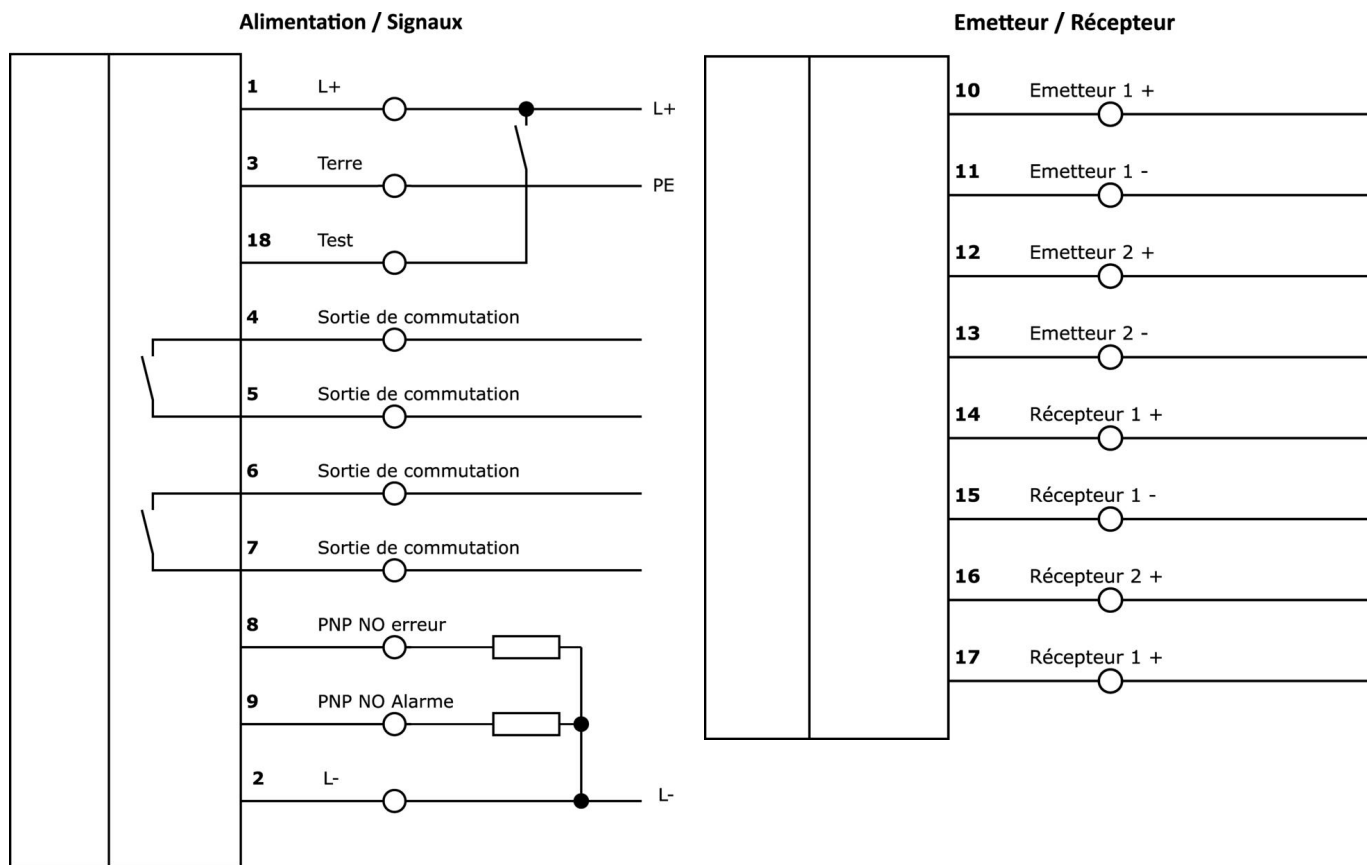 Alimentation / Signaux
1 L+
L+
3 Terre
PE
18 Test
4 Sortie de commutation
5 Sortie de commutation
6 Sortie de commutation
7 Sortie de commutation
8 PNP NO erreur
9 PNP NO Alarme
2 L-
L-
Emetteur / Récepteur
10 Emetteur 1 +
11 Emetteur 1 -
12 Emetteur 2 +
13 Emetteur 2 -
14 Récepteur 1 +
15 Récepteur 1 -
16 Récepteur 2 +
17 Récepteur 1 +